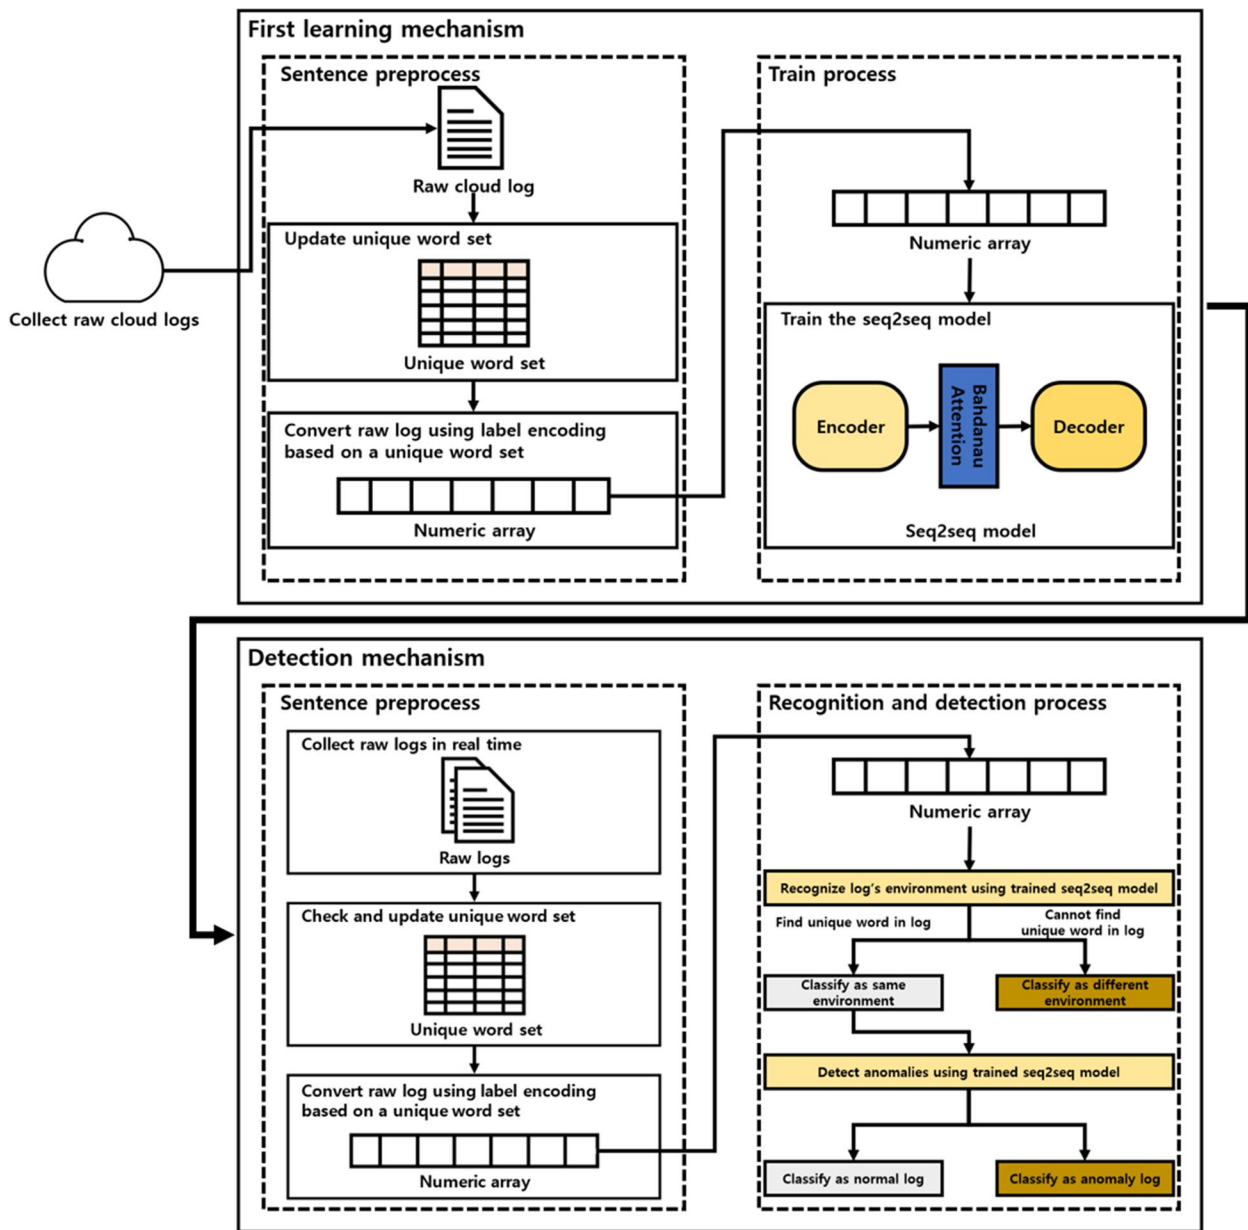 First learning mechanism
Sentence preprocess
Raw cloud log
Collect raw cloud logs
Update unique word set
Unique word set
Convert raw log using label encoding
based on a unique word set
Numeric array
Train process
Numeric array
Train the seq2seq model
Encoder
Bahdanau
Attention
Decoder
Seq2seq model
Detection mechanism
Sentence preprocess
Collect raw logs in real time
Raw logs
Check and update unique word set
Unique word set
Convert raw log using label encoding
based on a unique word set
Numeric array
Recognition and detection process
Numeric array
Recognize log's environment using trained seq2seq model
Find unique word in log
Cannot find
unique word in log
Classify as same
environment
Classify as different
environment
Detect anomalies using trained seq2seq model
Classify as normal log
Classify as anomaly log